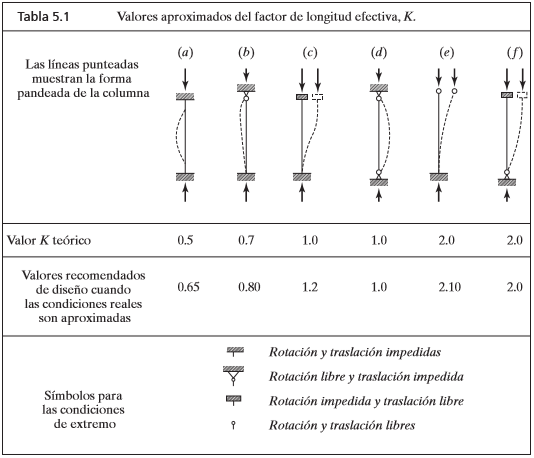 Tabla 5.1 Valores aproximados del factor de longitud efectiva, K.
Las líneas punteadas
muestran la forma
pandeada de la columna
(a) (b) (c) (d) (e) (f)
Valor K teórico 0.5 0.7 1.0 1.0 2.0 2.0
Valores recomendados
de diseño cuando
las condiciones reales
son aproximadas
0.65 0.80 1.2 1.0 2.10 2.0
Símbolos para
las condiciones
de extremo
Rotación y traslación impedidas
Rotación libre y traslación impedida
Rotación impedida y traslación libre
Rotación y traslación libres